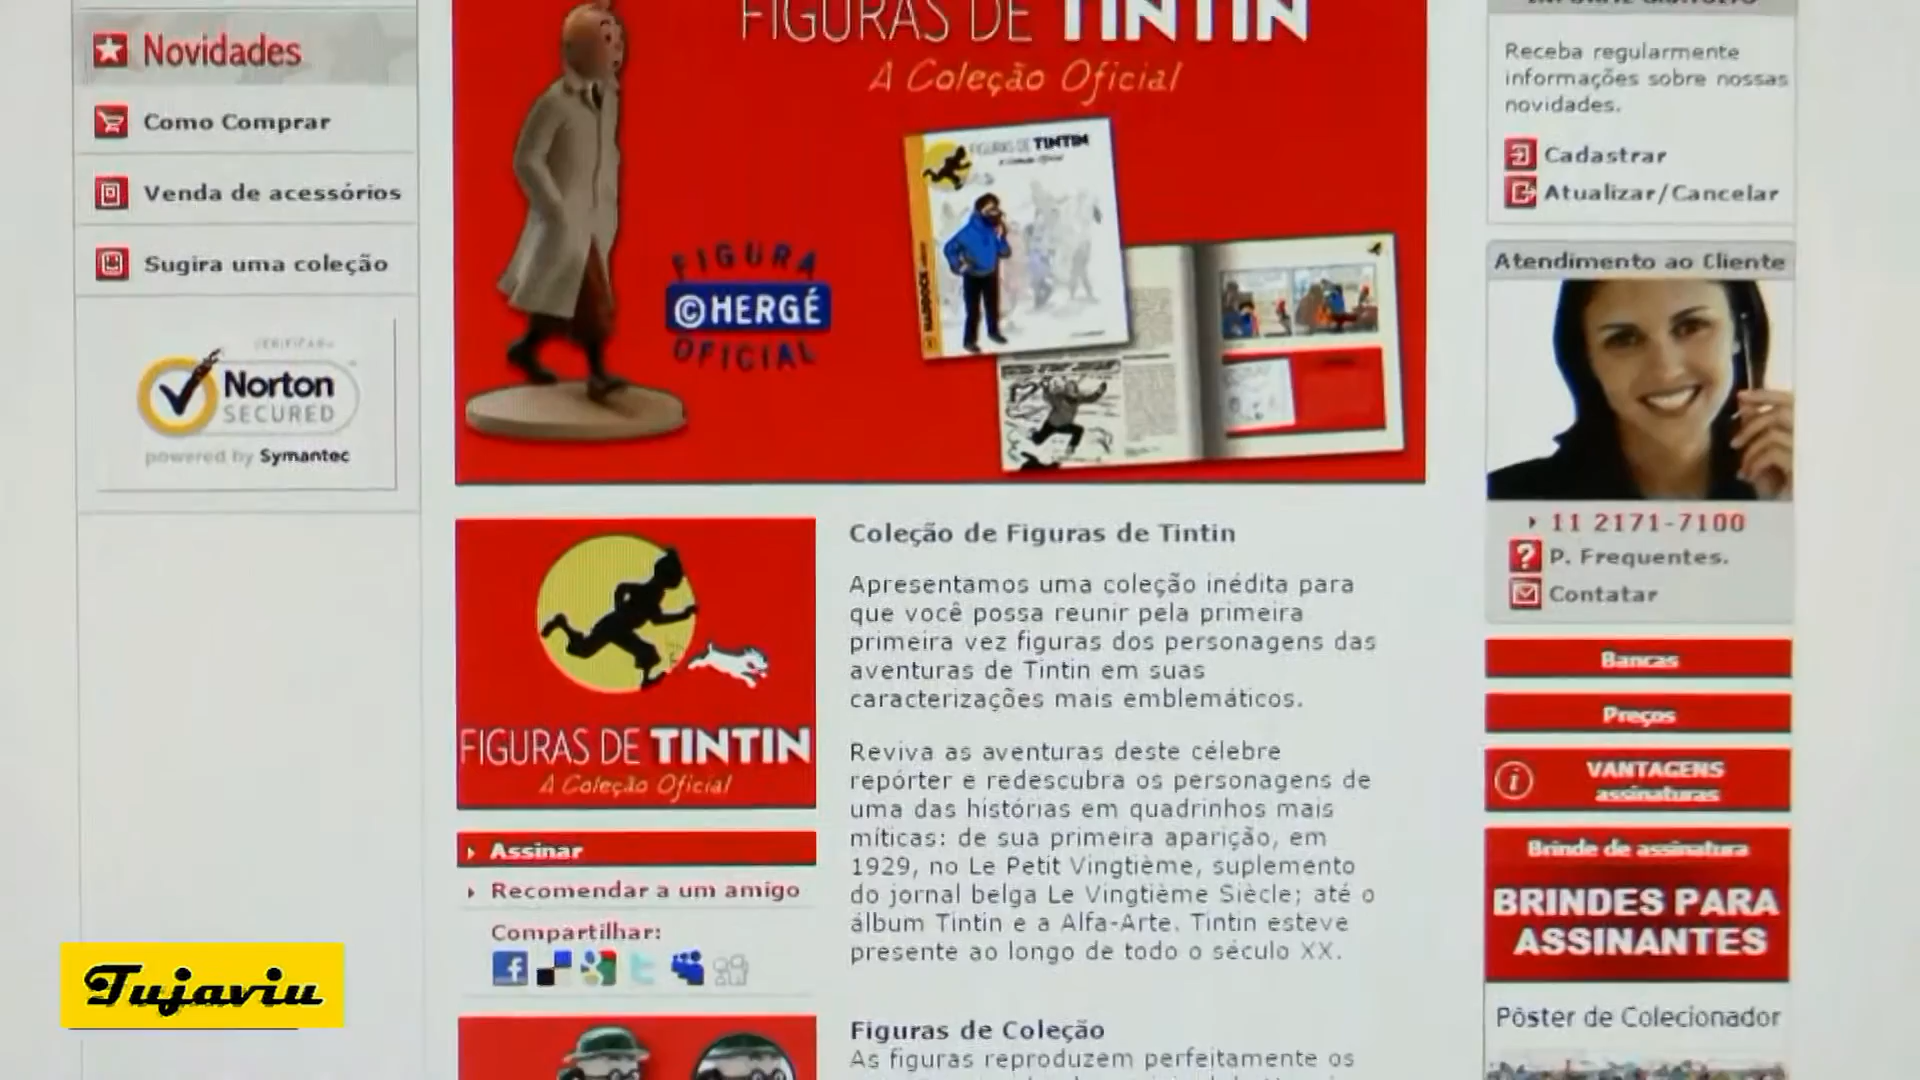 Novidades
Como Comprar
Venda de acessórios
Sugira uma coleção
Norton
SECURED
powered by Symantec
FIGURAS DE TINTIN
A Coleção Oficial
FIGURA
©HERGÉ
OFICIAL
FIGURAS DE TINTIN
FIGURAS DE TINTIN
A Coleção Oficial
Assinar
Recomendar a um amigo
Compartilhar:
Coleção de Figuras de Tintin
Apresentamos uma coleção inédita para
que você possa reunir pela primeira
primeira vez figuras dos personagens das
aventuras de Tintin em suas
caracterizações mais emblemáticos.
Reviva as aventuras deste célebre
repórter e redescubra os personagens de
uma das histórias em quadrinhos mais
míticas: de sua primeira aparição, em
1929, no Le Petit Vingtième, suplemento
do jornal belga Le Vingtième Siècle; até o
álbum Tintin e a Alfa-Arte. Tintin esteve
presente ao longo de todo o século XX.
Figuras de Coleção
As figuras reproduzem perfeitamente os
Receba regularmente
informações sobre nossas
novidades.
Cadastrar
Atualizar/Cancelar
Atendimento ao Cliente
11 2171-7100
P. Frequentes.
Contatar
Bancas
Preços
VANTAGENS
assinaturas
Brinde de assinatura
BRINDES PARA
ASSINANTES
Pôster de Colecionador
Tujaviu